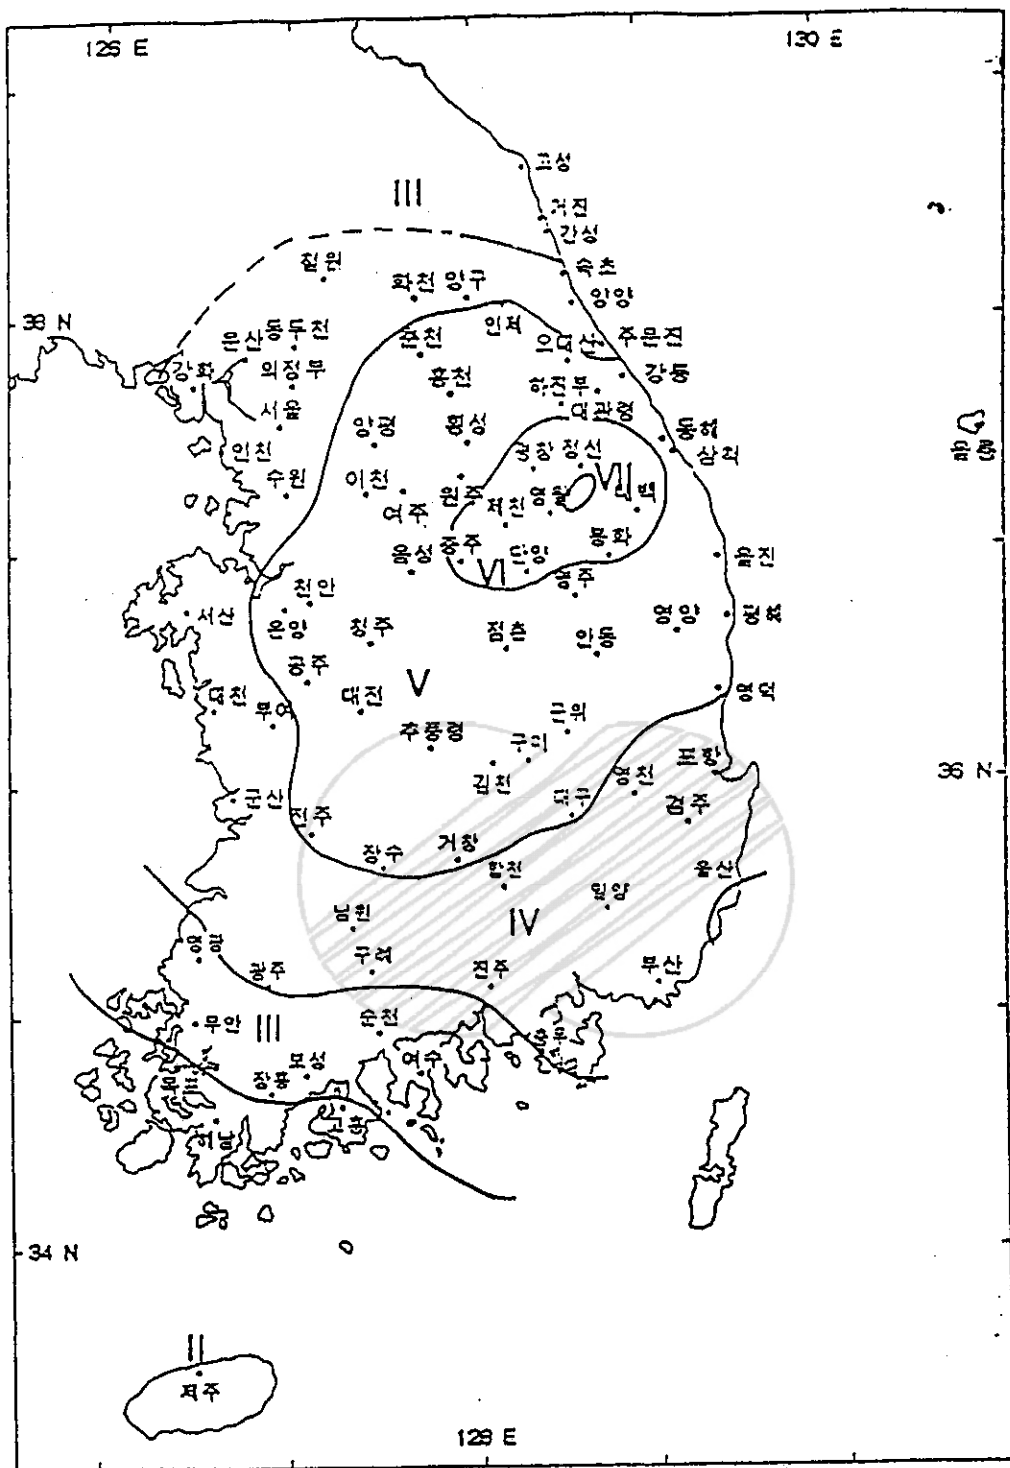 126 E
130 E
고성
거진
간성
III
속초
철원
화천
양구
양양
38 N
인제
오대산
주문진
문산
동두천
춘천
강화
의정부
홍천
강릉
대관령
서울
양평
횡성
동해
인천
삼척
정선
수원
이천
원주
VII
여주
제천
영월
태백
음성
충주
단양
봉화
울진
VI
영주
천안
서산
온양
청주
점촌
안동
영양
공주
V
대천
부여
대전
영덕
추풍령
군위
구미
김천
포항
영천
36 N
군산
대구
경주
전주
장수
거창
합천
울산
밀양
남원
IV
영광
구례
광주
진주
부산
무안
III
순천
충무
보성
여수
목포
장흥
해남
고흥
34 N
II
제주
128 E